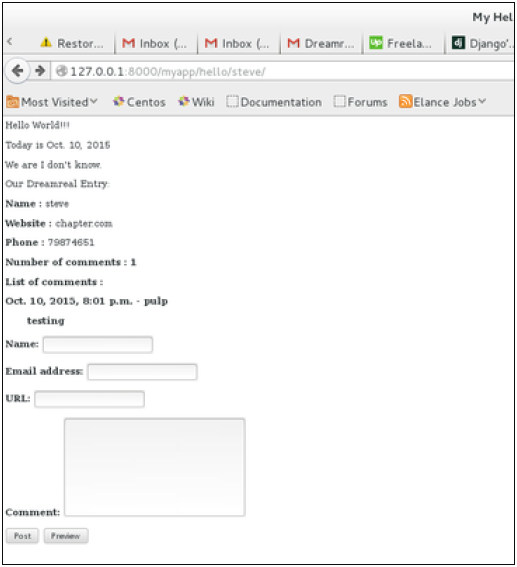 My Hel
Restor... Inbox (... Inbox (... Dreamr... Up Freela... dj Django'..
127.0.0.1:8000/myapp/hello/steve/
Most Visited Centos Wiki Documentation Forums Elance Jobs
Hello World!!!
Today is Oct. 10, 2015
We are I don't know.
Our Dreamreal Entry:
Name : steve
Website : chapter.com
Phone : 79874651
Number of comments : 1
List of comments :
Oct. 10, 2015, 8:01 p.m. - pulp
testing
Name:
Email address:
URL:
Comment:
Post Preview